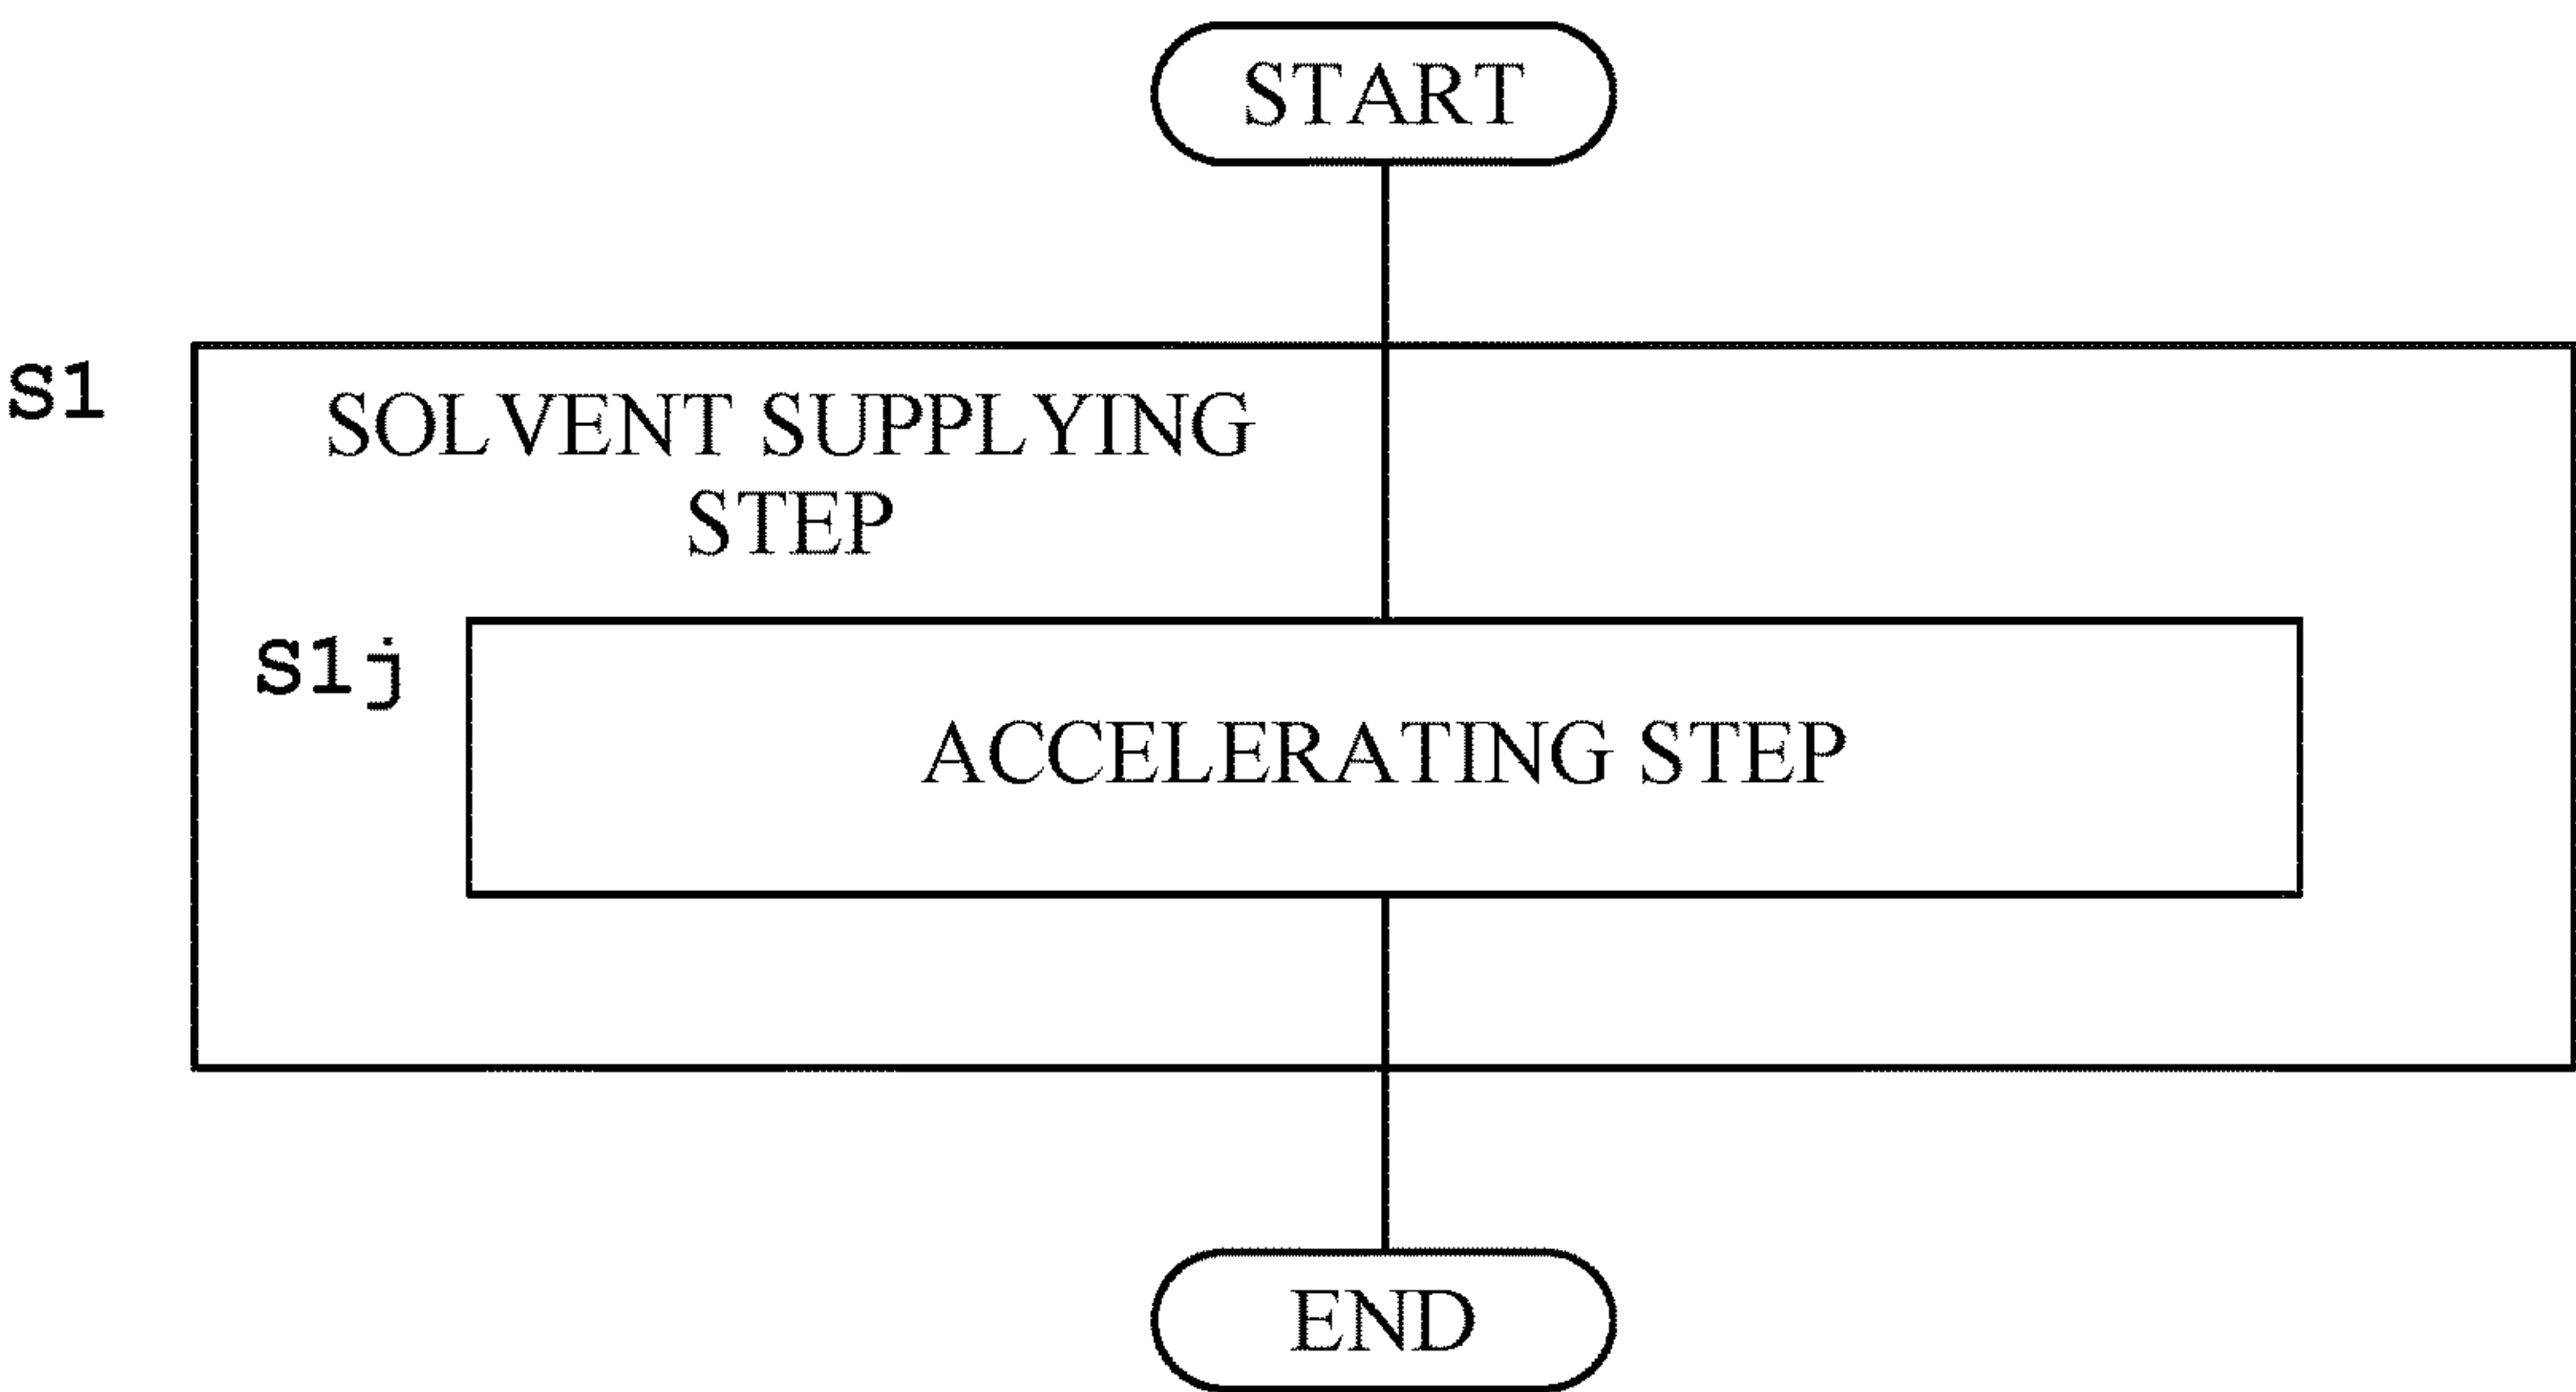 START
S1
SOLVENT SUPPLYING
STEP
S1j
ACCELERATING STEP
END